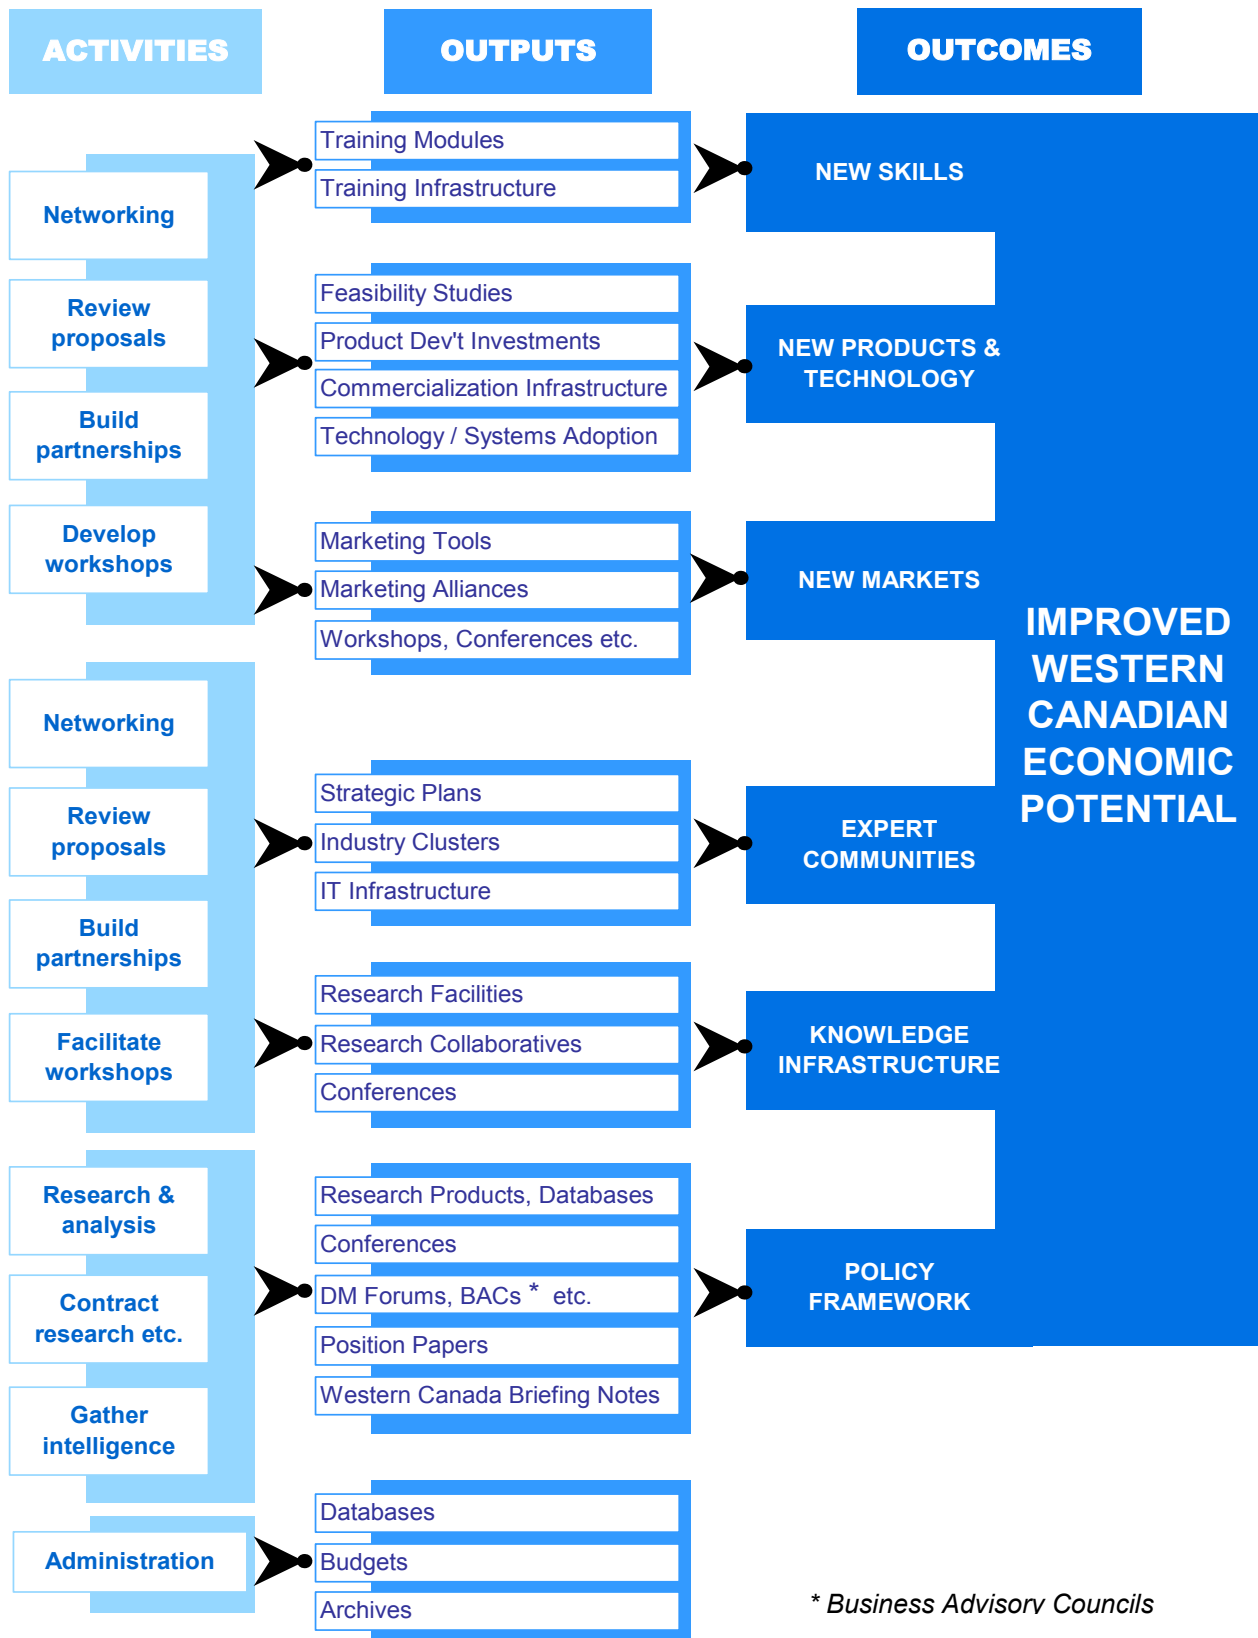 ACTIVITIES
OUTPUTS
OUTCOMES
Networking
Review
proposals
Build
partnerships
Develop
workshops
Training Modules
Training Infrastructure
NEW SKILLS
Feasibility Studies
Product Dev't Investments
Commercialization Infrastructure
Technology / Systems Adoption
NEW PRODUCTS &
TECHNOLOGY
Marketing Tools
Marketing Alliances
Workshops, Conferences etc.
NEW MARKETS
Networking
Review
proposals
Build
partnerships
Facilitate
workshops
Strategic Plans
Industry Clusters
IT Infrastructure
EXPERT
COMMUNITIES
Research Facilities
Research Collaboratives
Conferences
KNOWLEDGE
INFRASTRUCTURE
Research &
analysis
Contract
research etc.
Gather
intelligence
Research Products, Databases
Conferences
DM Forums, BACs * etc.
Position Papers
Western Canada Briefing Notes
POLICY
FRAMEWORK
IMPROVED
WESTERN
CANADIAN
ECONOMIC
POTENTIAL
Administration
Databases
Budgets
Archives
* Business Advisory Councils